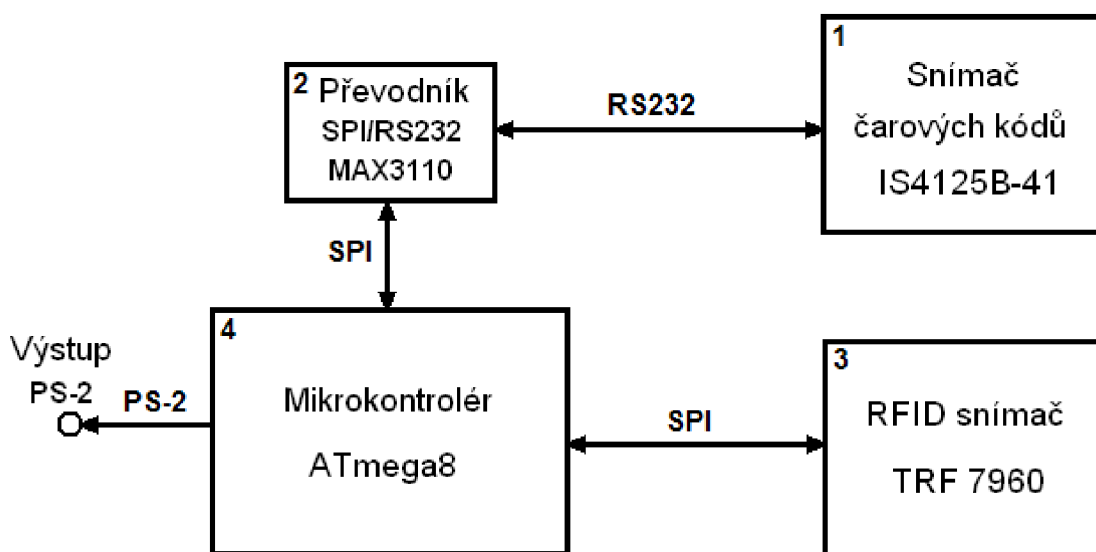 1
Snímač
čarových kódů
IS4125B-41
2 Převodník
SPI/RS232
MAX3110
RS232
SPI
4
Mikrokontrolér
ATmega8
Výstup
PS-2
PS-2
SPI
3
RFID snímač
TRF 7960